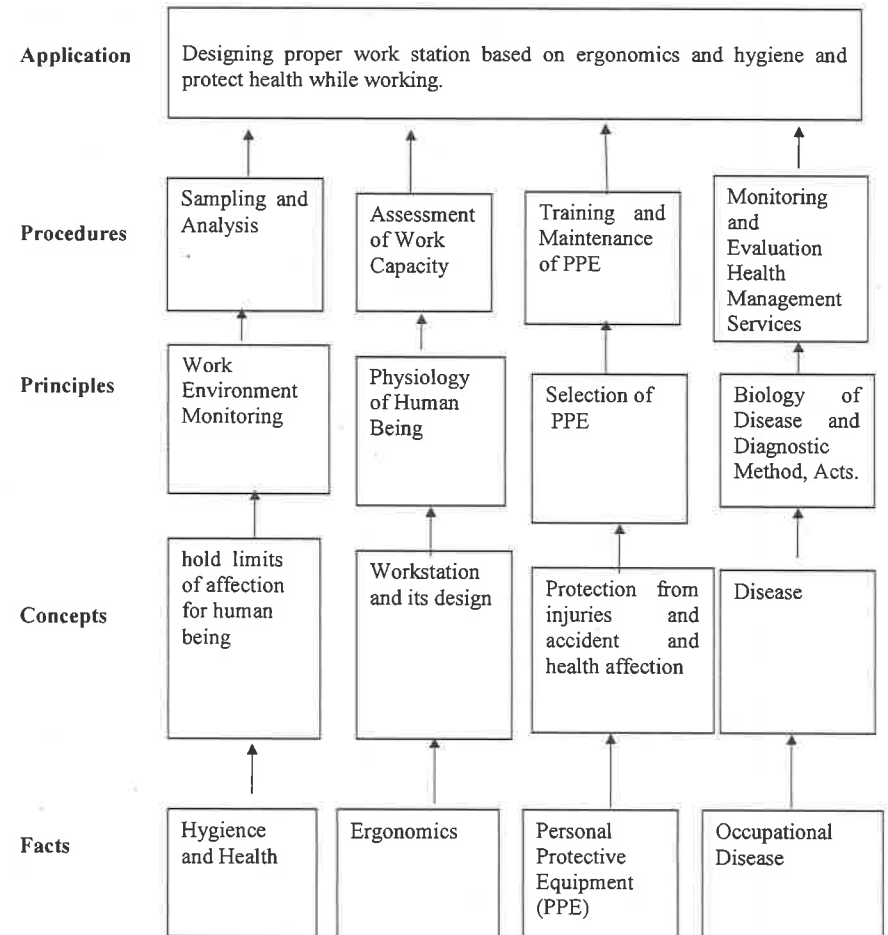 Application
Designing proper work station based on ergonomics and hygiene and
protect health while working.
Procedures
Sampling and
Analysis
Assessment
of Work
Capacity
Training and
Maintenance
of PPE
Monitoring
and
Evaluation
Health
Management
Services
Principles
Work
Environment
Monitoring
Physiology
of Human
Being
Selection of
PPE
Biology of
Disease and
Diagnostic
Method, Acts.
Concepts
hold limits
of affection
for human
being
Workstation
and its design
Protection from
injuries and
accident and
health affection
Disease
Facts
Hygience
and Health
Ergonomics
Personal
Protective
Equipment
(PPE)
Occupational
Disease